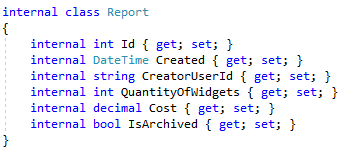 internal class Report
{
    internal int Id { get; set; }
    internal DateTime Created { get; set; }
    internal string CreatorUserId { get; set; }
    internal int QuantityOfWidgets { get; set; }
    internal decimal Cost { get; set; }
    internal bool IsArchived { get; set; }
}